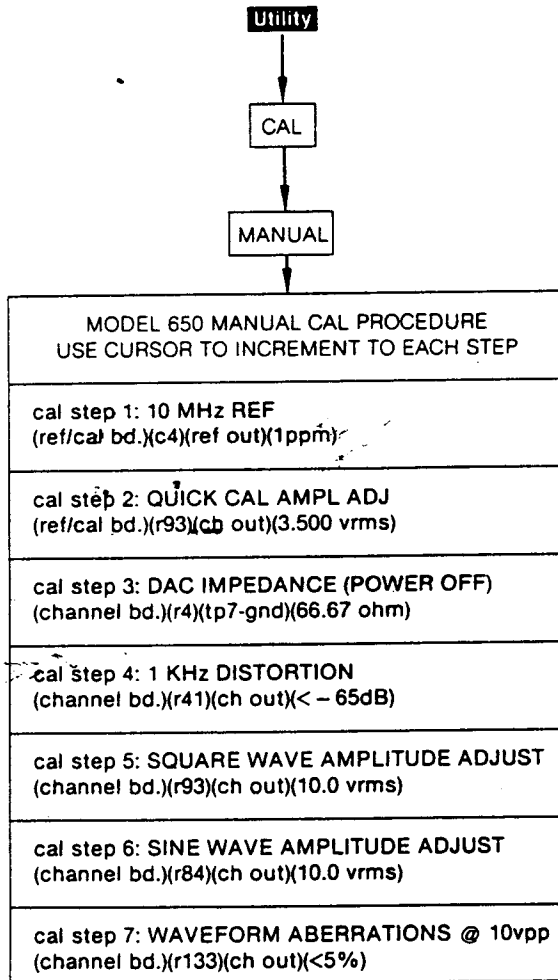 Utility
CAL
MANUAL
MODEL 650 MANUAL CAL PROCEDURE
USE CURSOR TO INCREMENT TO EACH STEP
cal step 1: 10 MHz REF
(ref/cal bd.)(c4)(ref out)(1ppm)
cal step 2: QUICK CAL AMPL ADJ
(ref/cal bd.)(r93)(ch out)(3.500 vrms)
cal step 3: DAC IMPEDANCE (POWER OFF)
(channel bd.)(r4)(tp7-gnd)(66.67 ohm)
cal step 4: 1 KHz DISTORTION
(channel bd.)(r41)(ch out)(< – 65dB)
cal step 5: SQUARE WAVE AMPLITUDE ADJUST
(channel bd.)(r93)(ch out)(10.0 vrms)
cal step 6: SINE WAVE AMPLITUDE ADJUST
(channel bd.)(r84)(ch out)(10.0 vrms)
cal step 7: WAVEFORM ABERRATIONS @ 10vpp
(channel bd.)(r133)(ch out)(<5%)